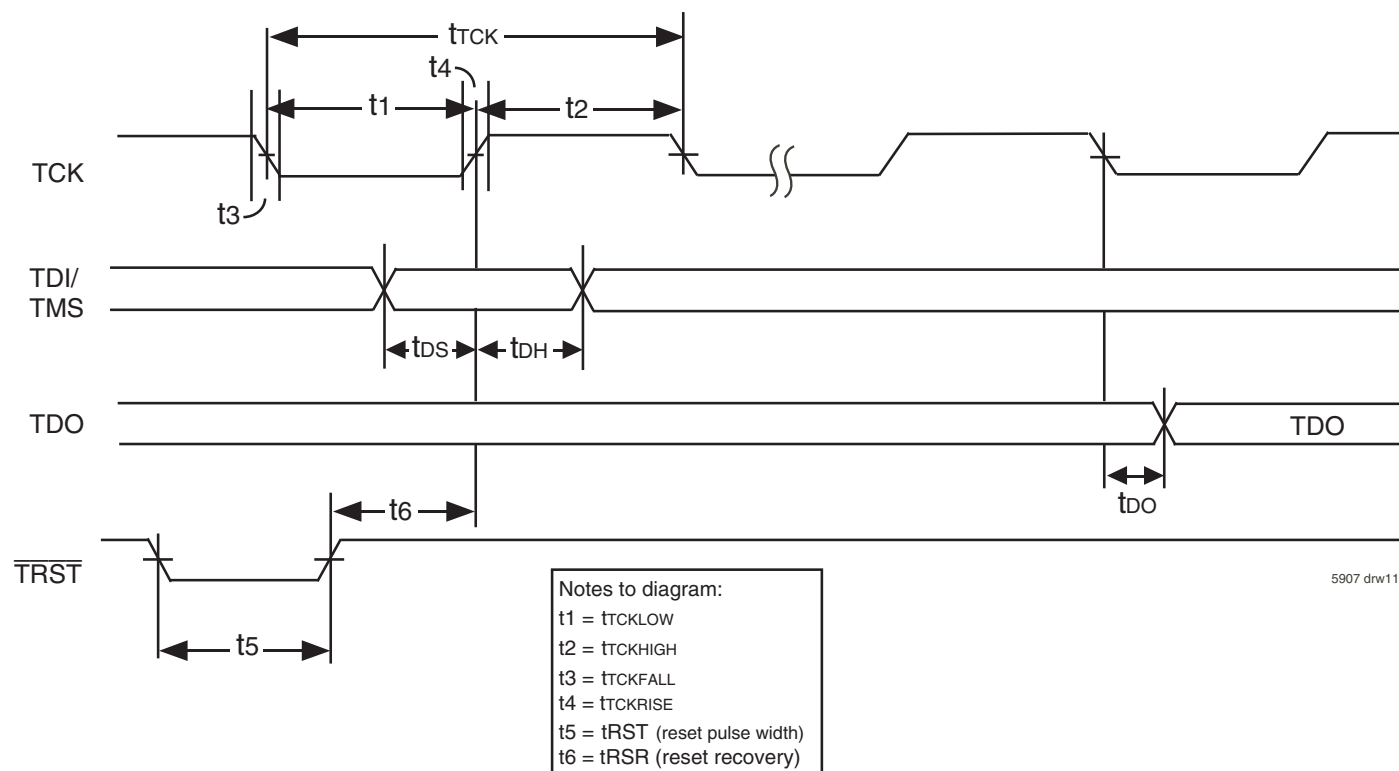 tTCK
t4
t1
t2
TCK
t3
TDI/
TMS
tDS
tDH
TDO
TDO
tDO
t6
TRST
5907 drw11
t5
Notes to diagram:
t1 = tTCKLOW
t2 = tTCKHIGH
t3 = tTCKFALL
t4 = tTCKRISE
t5 = tRST (reset pulse width)
t6 = tRSR (reset recovery)